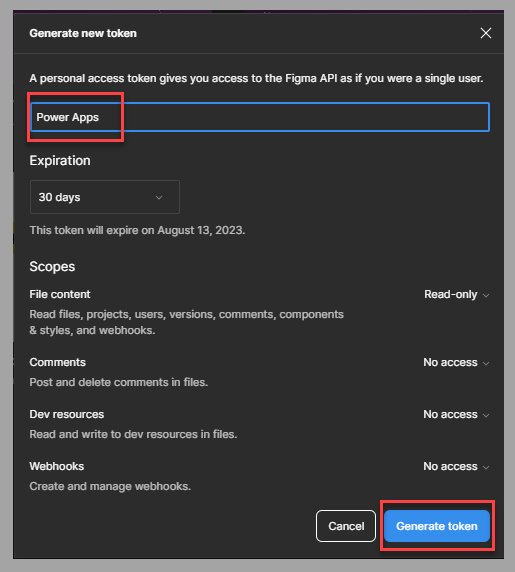 Generate new token
A personal access token gives you access to the Figma API as if you were a single user.
Power Apps
Expiration
30 days
This token will expire on August 13, 2023.
Scopes
File content
Read-only
Read files, projects, users, versions, comments, components
& styles, and webhooks.
Comments
No access
Post and delete comments in files.
Dev resources
No access
Read and write to dev resources in files.
Webhooks
No access
Create and manage webhooks.
Cancel
Generate token